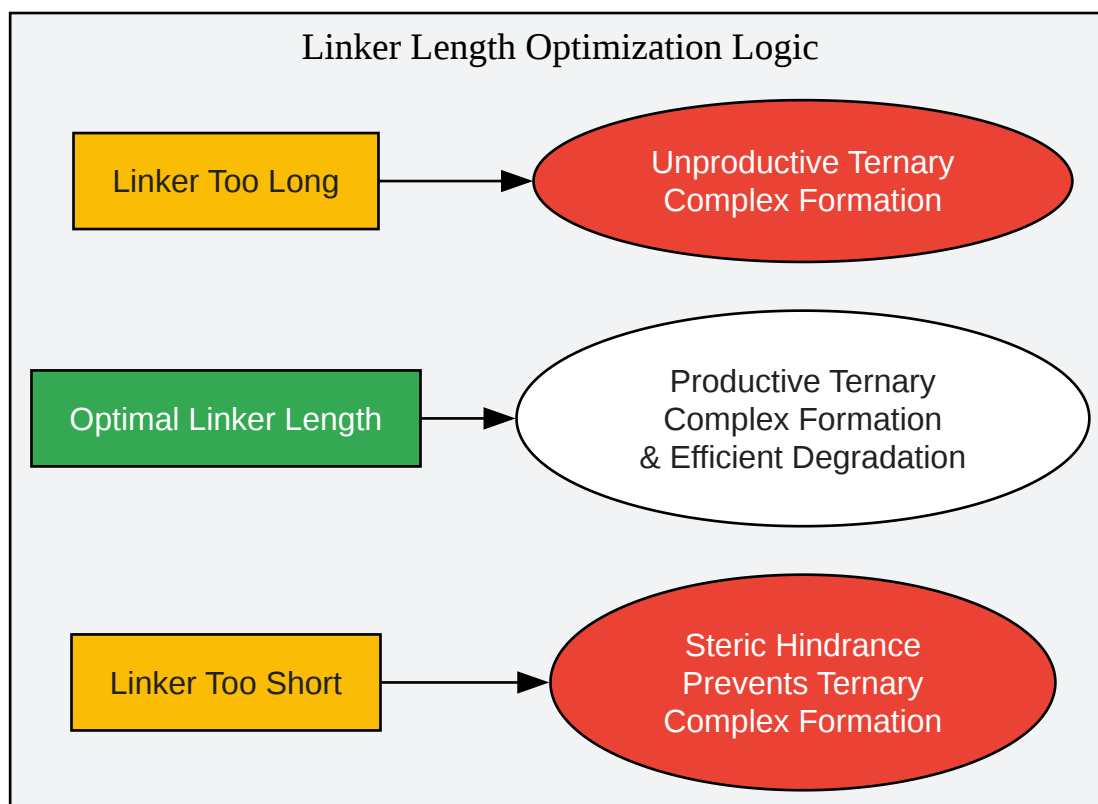 Linker Length Optimization Logic
Linker Too Long
Unproductive Ternary
Complex Formation
Optimal Linker Length
Productive Ternary
Complex Formation
& Efficient Degradation
Linker Too Short
Steric Hindrance
Prevents Ternary
Complex Formation